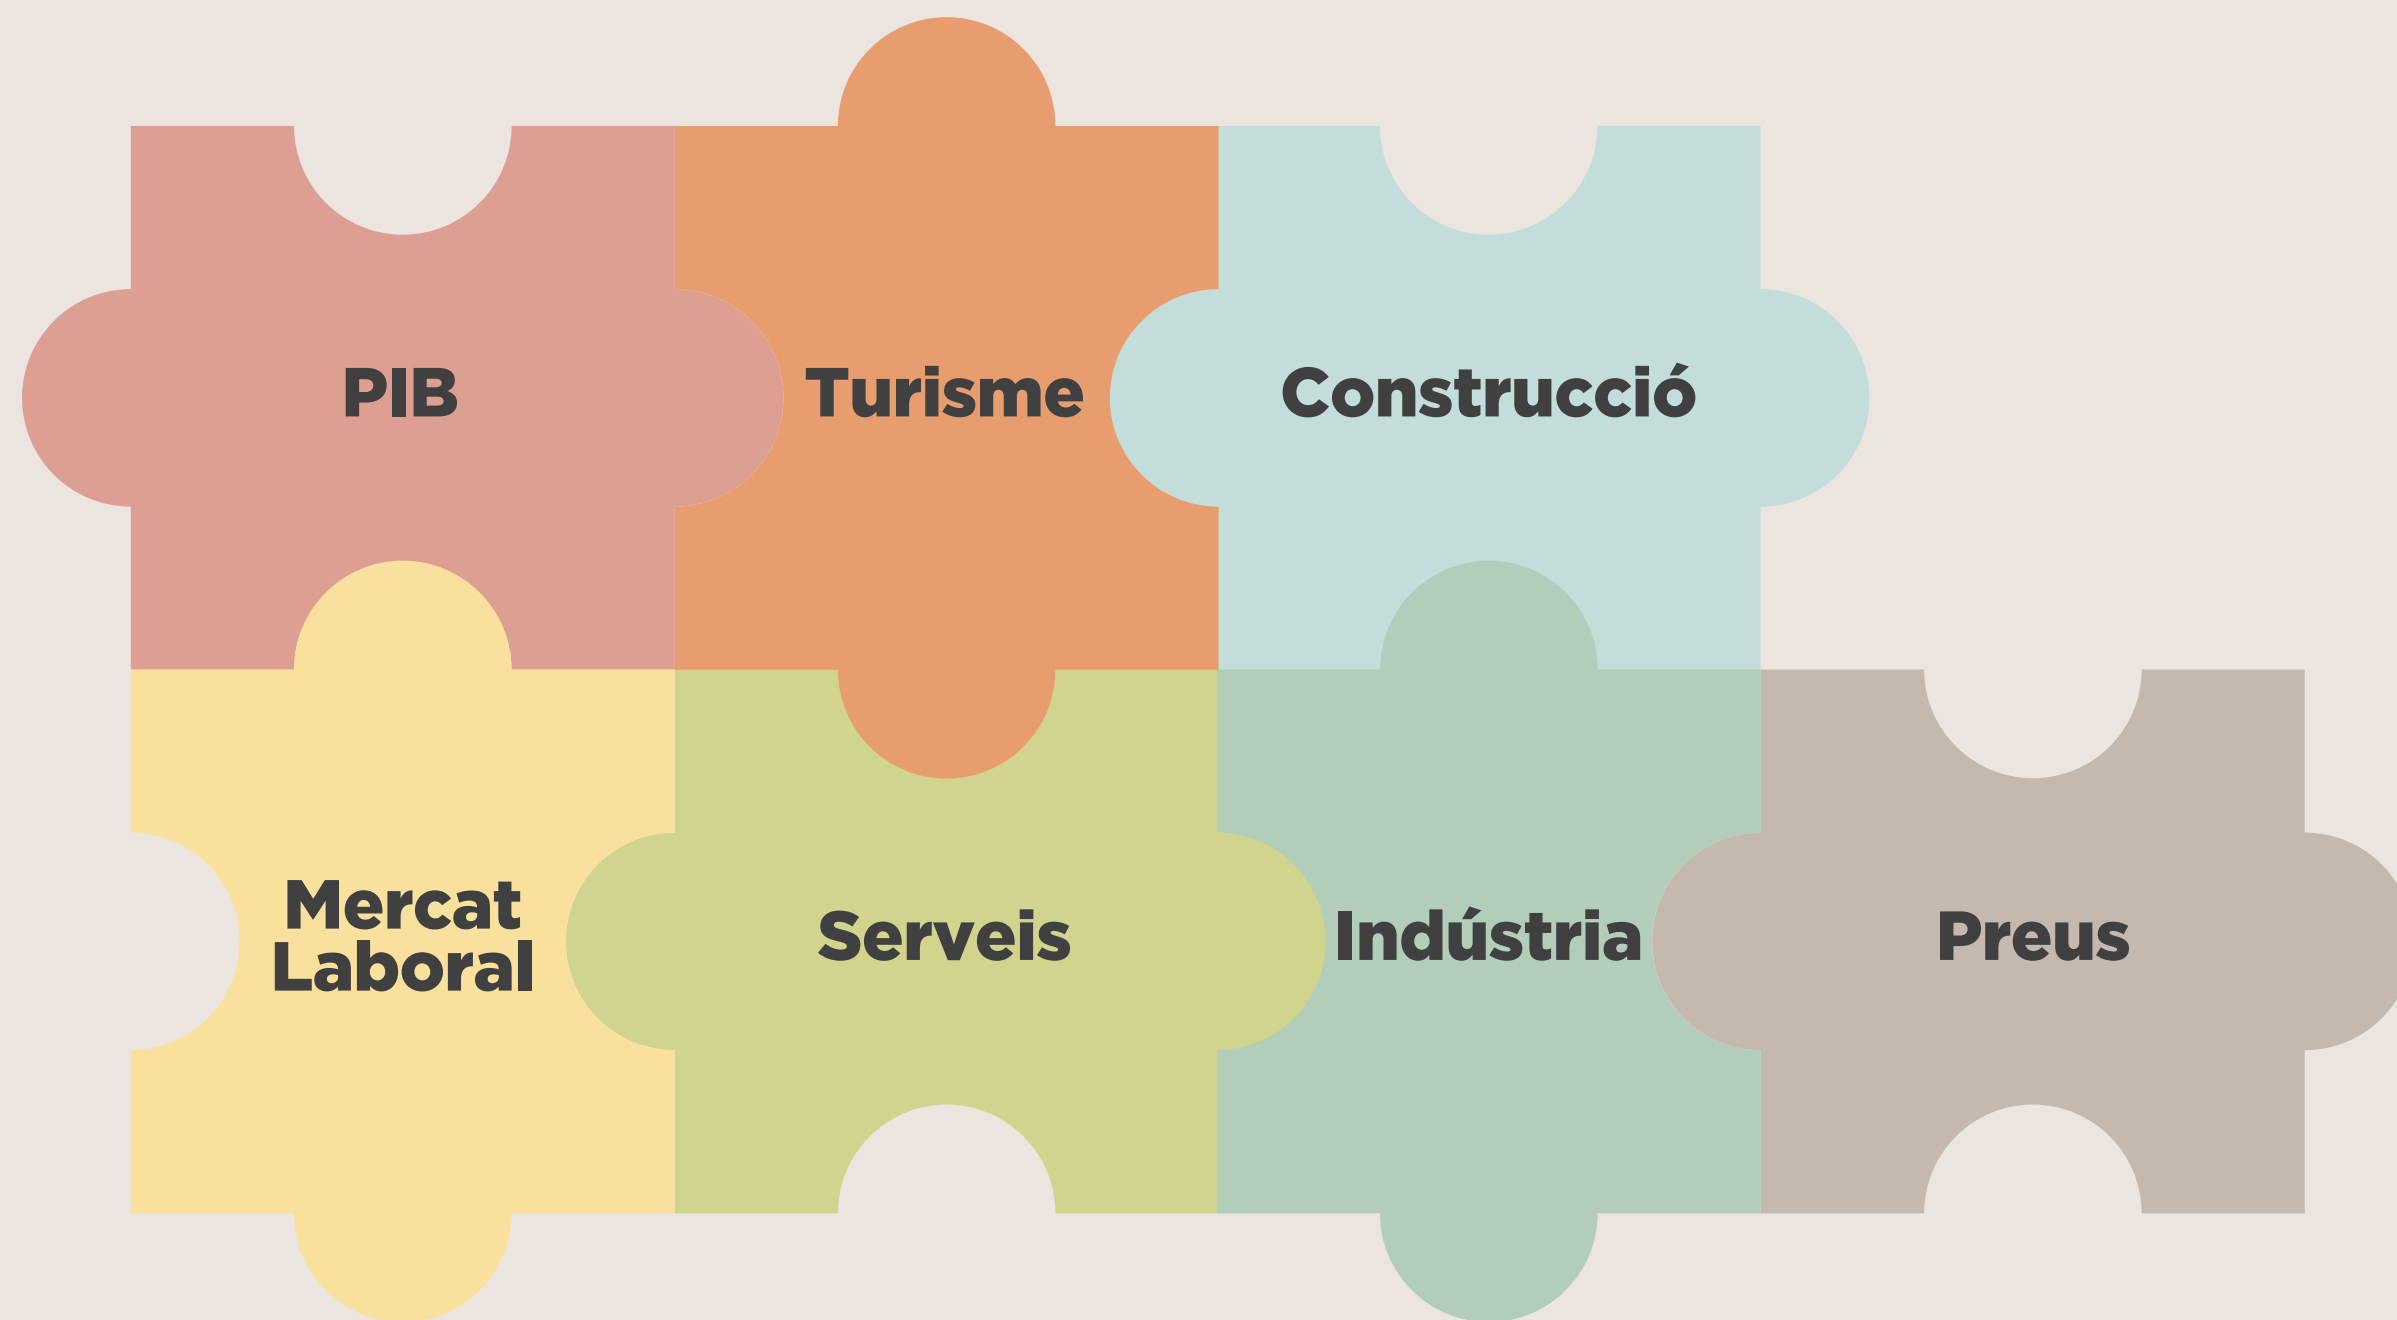 PIB
Turisme
Construcció
Mercat
Laboral
Serveis
Indústria
Preus